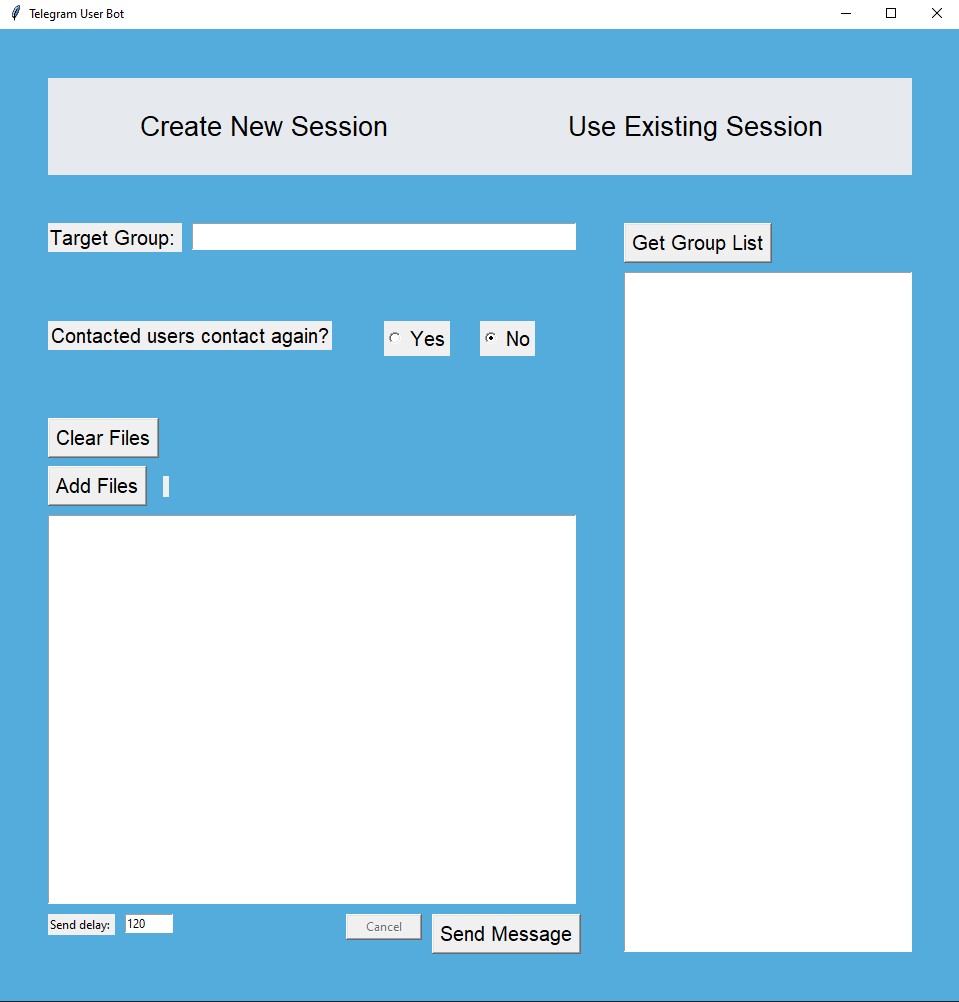 Telegram User Bot
Create New Session
Use Existing Session
Target Group:
Get Group List
Contacted users contact again?
Yes
No
Clear Files
Add Files
Send delay:
120
Cancel
Send Message